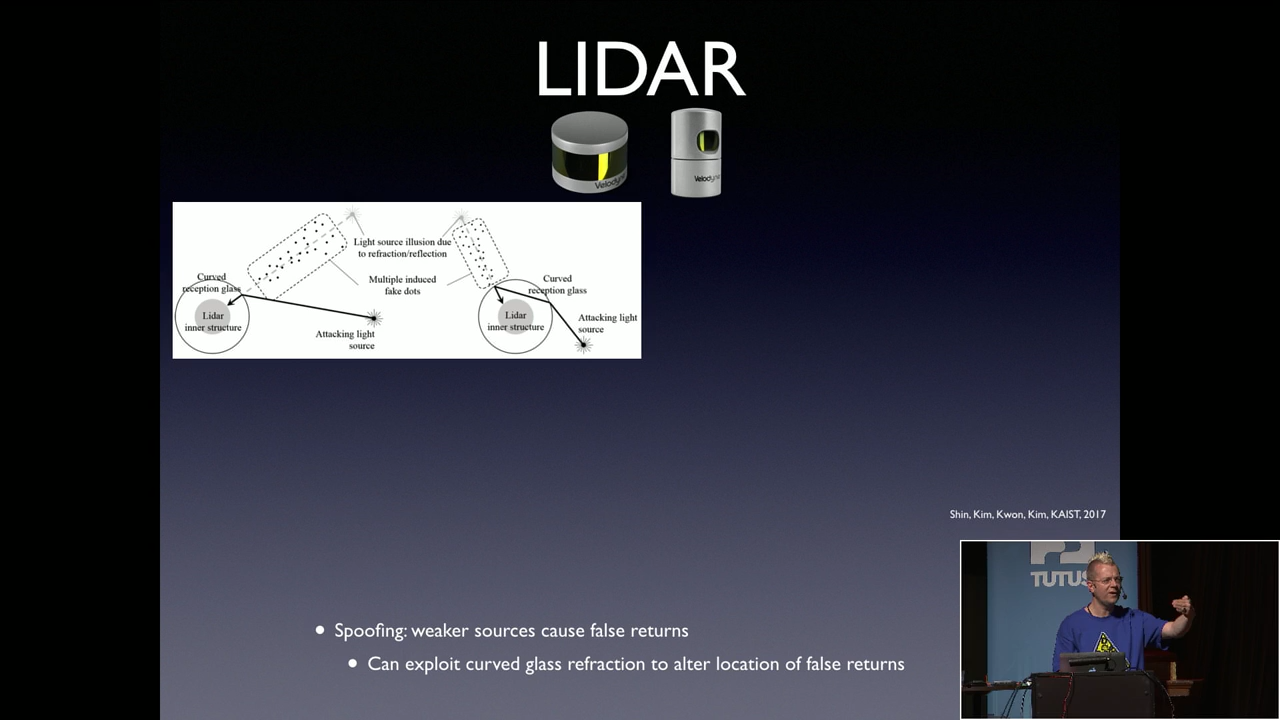 LIDAR
Velodyne
Velodyne
Light source illusion due
to refraction/reflection
Curved
reception glass
Multiple induced
fake dots
Curved
reception glass
Lidar
inner structure
Attacking light
source
Lidar
inner structure
Attacking light
source
Shin, Kim, Kwon, Kim, KAIST, 2017
TUTUS
• Spoofing: weaker sources cause false returns
• Can exploit curved glass refraction to alter location of false returns